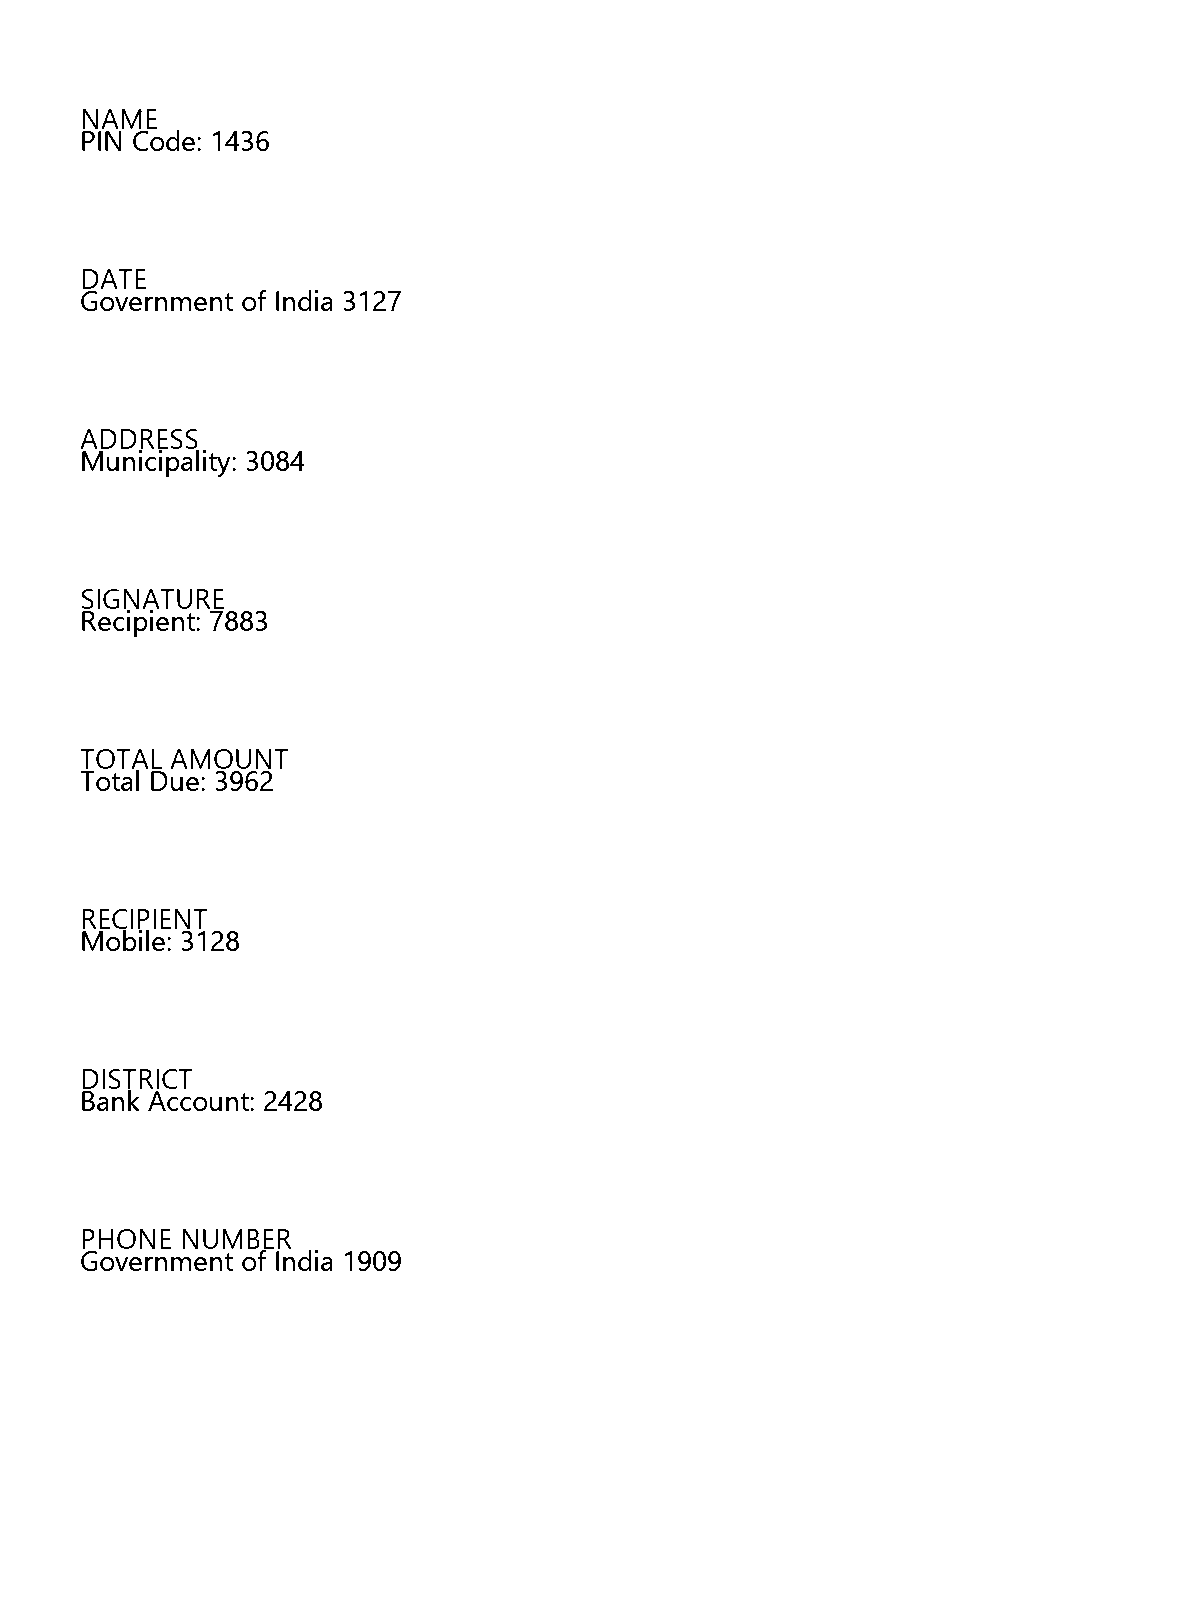 NAME
PIN Code: 1436
DATE
Government of India 3127
ADDRESS
Municipality: 3084
SIGNATURE
Recipient: 7883
TOTAL AMOUNT
Total Due: 3962
RECIPIENT
Mobile: 3128
DISTRICT
Bank Account: 2428
PHONE NUMBER
Government of India 1909